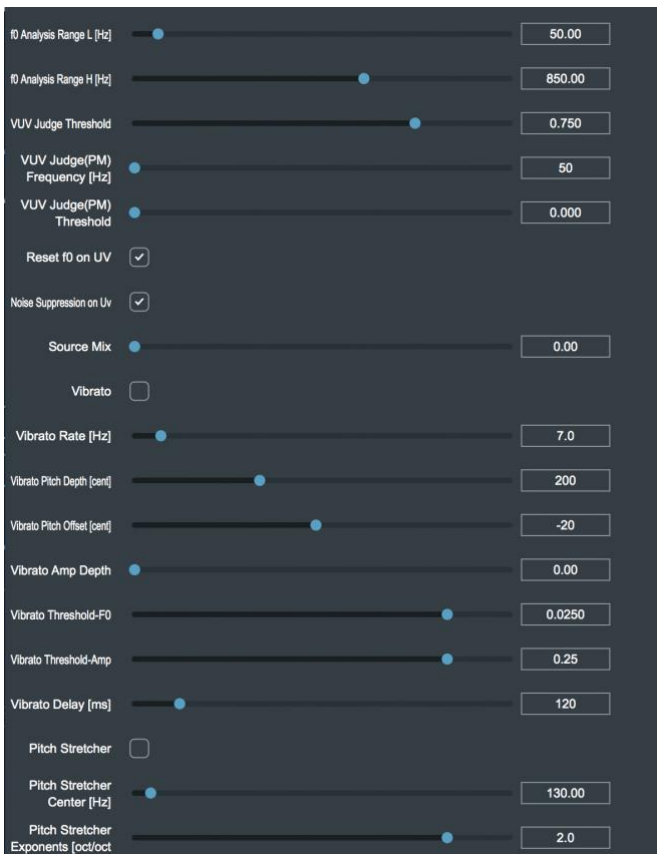 f0 Analysis Range L [Hz] 50.00
f0 Analysis Range H [Hz] 850.00
VUV Judge Threshold 0.750
VUV Judge(PM)
Frequency [Hz] 50
VUV Judge(PM)
Threshold 0.000
Reset f0 on UV
Noise Suppression on Uv
Source Mix 0.00
Vibrato
Vibrato Rate [Hz] 7.0
Vibrato Pitch Depth [cent] 200
Vibrato Pitch Offset [cent] -20
Vibrato Amp Depth 0.00
Vibrato Threshold-F0 0.0250
Vibrato Threshold-Amp 0.25
Vibrato Delay [ms] 120
Pitch Stretcher
Pitch Stretcher
Center [Hz] 130.00
Pitch Stretcher
Exponents [oct/oct 2.0